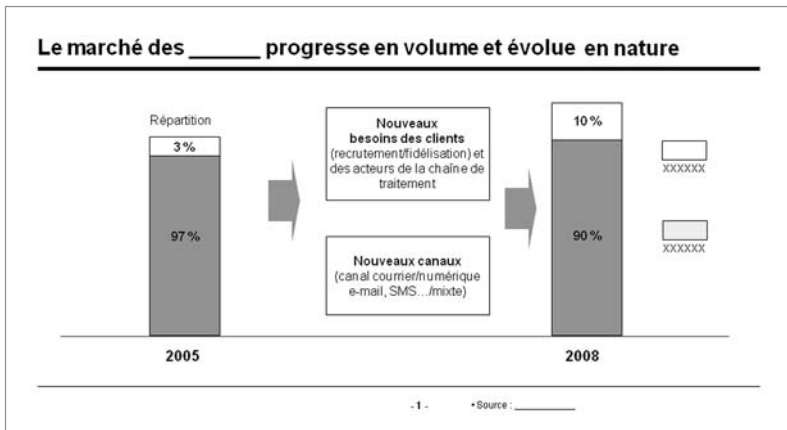 Le marché des ______ progresse en volume et évolue en nature
Répartition
3 %
97 %
2005
Nouveaux
besoins des clients
(recrutement/fidélisation) et
des acteurs de la chaîne de
traitement
Nouveaux canaux
(canal courrier/numérique
e-mail, SMS…/mixte)
10 %
90 %
2008
XXXXXX
XXXXXX
- 1 -
• Source : __________